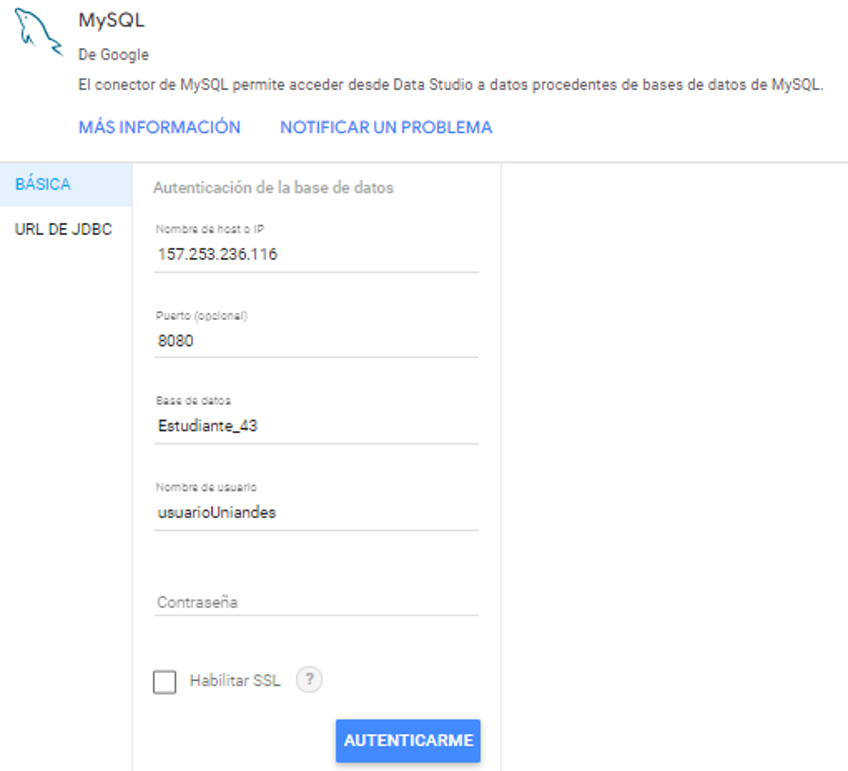 MySQL
De Google
El conector de MySQL permite acceder desde Data Studio a datos procedentes de bases de datos de MySQL.
MÁS INFORMACIÓN NOTIFICAR UN PROBLEMA
BÁSICA
URL DE JDBC
Autenticación de la base de datos
Nombre de host o IP
157.253.236.116
Puerto (opcional)
8080
Base de datos
Estudiante_43
Nombre de usuario
usuarioUniandes
Contraseña
Habilitar SSL ?
AUTENTICARME